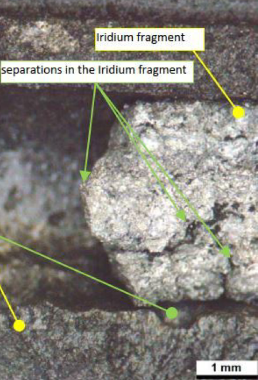 Iridium fragment
separations in the Iridium fragment
1 mm